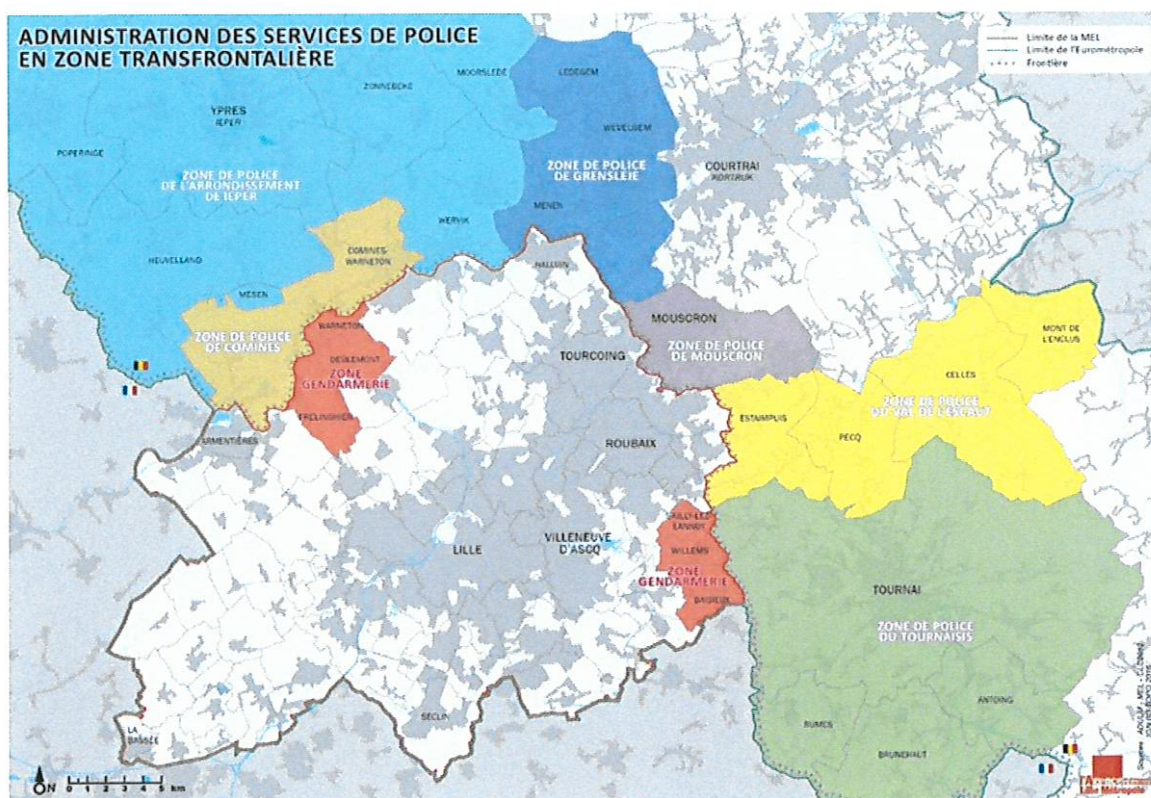 ADMINISTRATION DES SERVICES DE POLICE
EN ZONE TRANSFRONTALIÈRE
Limite de la MEL
Limite de l'Eurométropole
Frontière
MOORSLEDE
LEDEGEM
ZONNEBEKE
YPRES
IEPER
POPERINGE
WEVELGEM
ZONE DE POLICE
DE L'ARRONDISSEMENT
DE IEPER
ZONE DE POLICE
DE GRENSLEIE
COURTRAI
KORTRIJK
MENEN
WERVIK
COMINES-
WARNETON
HEUVELLAND
HALLUIN
MESEN
MOUSCRON
WARNETON
ZONE DE POLICE
DE COMINES
ZONE DE POLICE
DE MOUSCRON
MONT DE
L'ENCLUS
TOURCOING
DEÛLEMONT
ZONE
GENDARMERIE
CELLES
ZONE DE POLICE
DU VAL DE L'ESCAUT
FRELINGHIEN
ESTAIMPUIS
PECQ
ARMENTIÈRES
ROUBAIX
SAILLY-LEZ-
LANNOY
VILLENEUVE
D'ASCQ
LILLE
WILLEMS
ZONE
GENDARMERIE
BAISIEUX
TOURNAI
ZONE DE POLICE
DU TOURNAISIS
ANTOING
SECLIN
RUMES
BRUNEHAUT
LA
BASSÉE
N
0 1 2 3 4 5 km
Lille Métropole